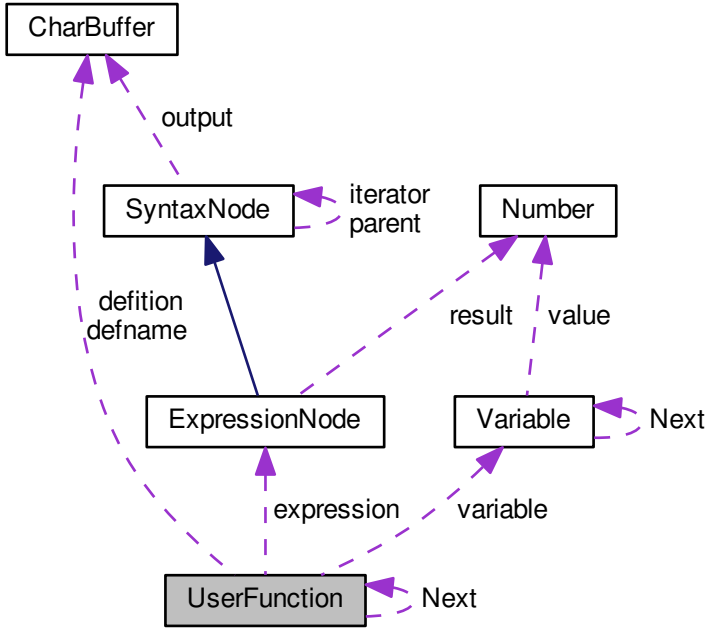 CharBuffer
output
SyntaxNode
iterator
parent
Number
defition
defname
result
value
ExpressionNode
Variable
Next
expression
variable
UserFunction
Next